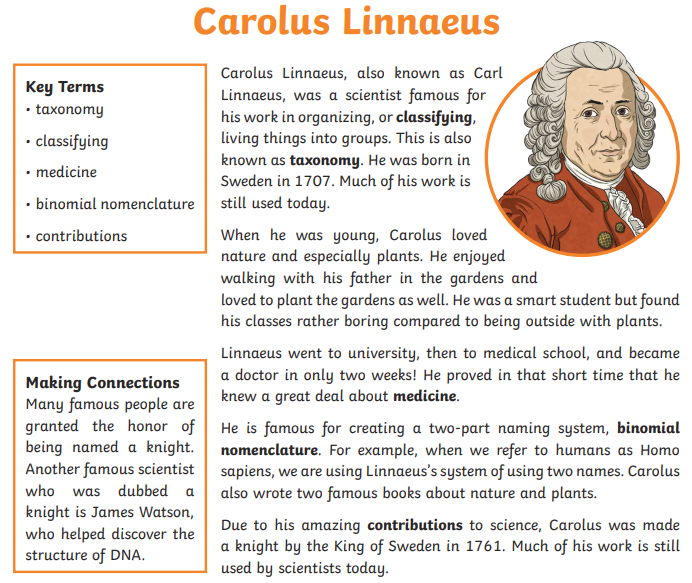 Carolus Linnaeus
Key Terms
• taxonomy
• classifying
• medicine
• binomial nomenclature
• contributions
Carolus Linnaeus, also known as Carl
Linnaeus, was a scientist famous for
his work in organizing, or classifying,
living things into groups. This is also
known as taxonomy. He was born in
Sweden in 1707. Much of his work is
still used today.
When he was young, Carolus loved
nature and especially plants. He enjoyed
walking with his father in the gardens and
loved to plant the gardens as well. He was a smart student but found
his classes rather boring compared to being outside with plants.
Linnaeus went to university, then to medical school, and became
a doctor in only two weeks! He proved in that short time that he
knew a great deal about medicine.
He is famous for creating a two-part naming system, binomial
nomenclature. For example, when we refer to humans as Homo
sapiens, we are using Linnaeus’s system of using two names. Carolus
also wrote two famous books about nature and plants.
Due to his amazing contributions to science, Carolus was made
a knight by the King of Sweden in 1761. Much of his work is still
used by scientists today.
Making Connections
Many famous people are
granted the honor of
being named a knight.
Another famous scientist
who was dubbed a
knight is James Watson,
who helped discover the
structure of DNA.